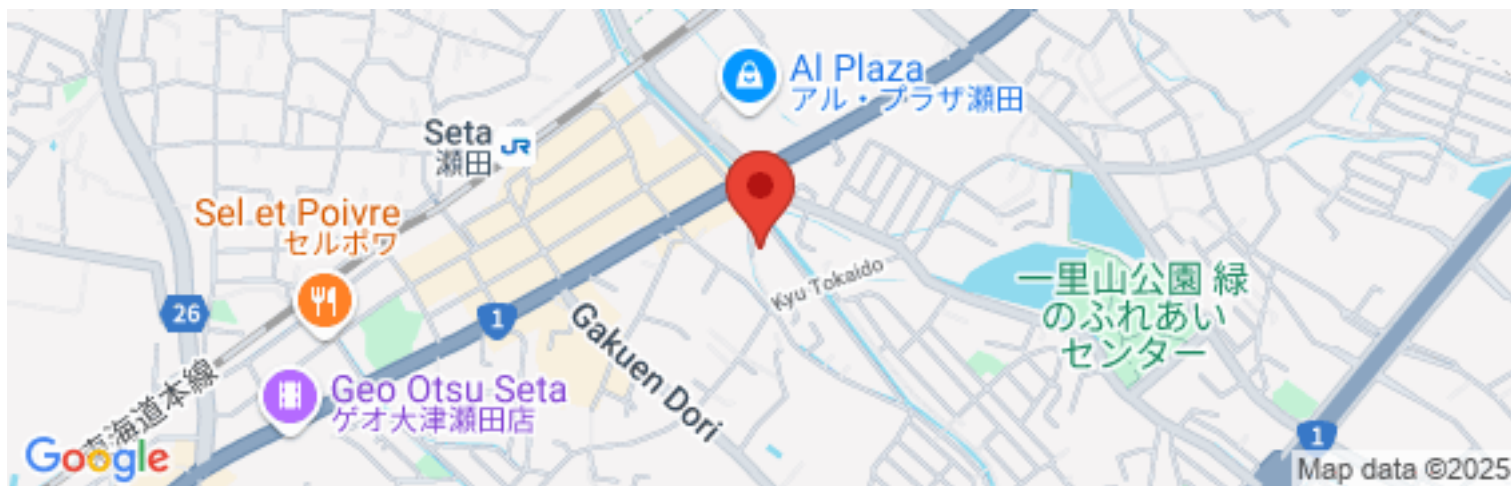 Al Plaza
アル・プラザ瀬田
Seta
瀬田
JR
Sel et Poivre
セルポワ
26
1
Kyu Tokaido
一里山公園 緑
のふれあい
センター
Gakuen Dori
Geo Otsu Seta
ゲオ大津瀬田店
東海道本線
1
Google
Map data ©2025